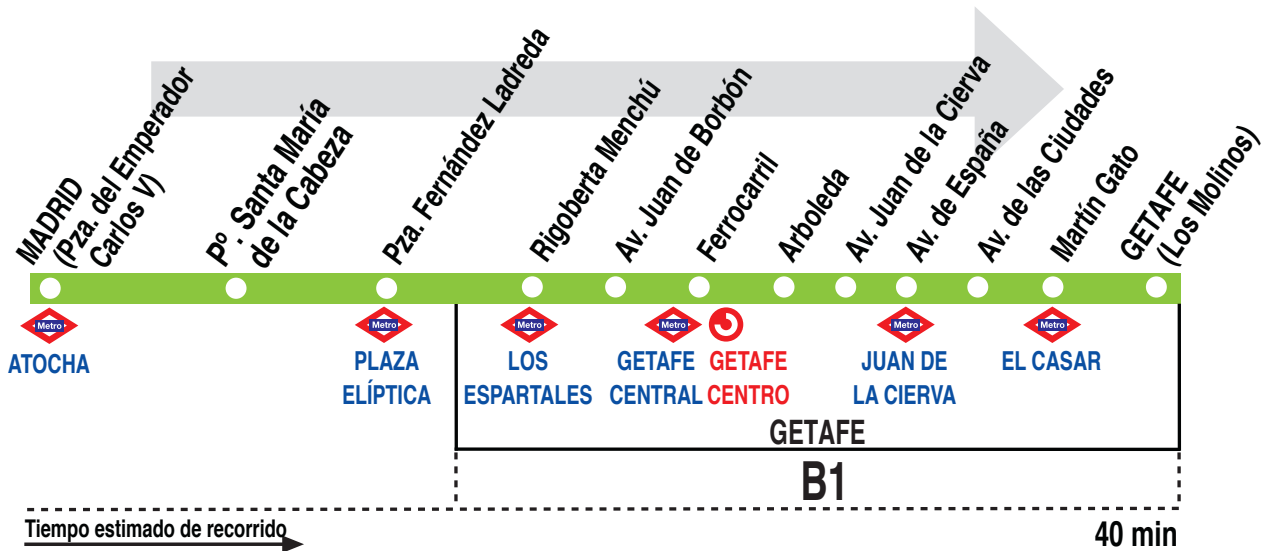 MADRID
(Pza. del Emperador
Carlos V)
Pº. Santa María
de la Cabeza
Pza. Fernández Ladreda
Rigoberta Menchú
Av. Juan de Borbón
Ferrocarril
Arboleda
Av. Juan de la Cierva
Av. de España
Av. de las Ciudades
Martín Gato
GETAFE
(Los Molinos)
Metro
ATOCHA
Metro
PLAZA
ELÍPTICA
Metro
LOS
ESPARTALES
Metro
GETAFE
CENTRAL
GETAFE
CENTRO
Metro
JUAN DE
LA CIERVA
Metro
EL CASAR
GETAFE
B1
Tiempo estimado de recorrido
40 min